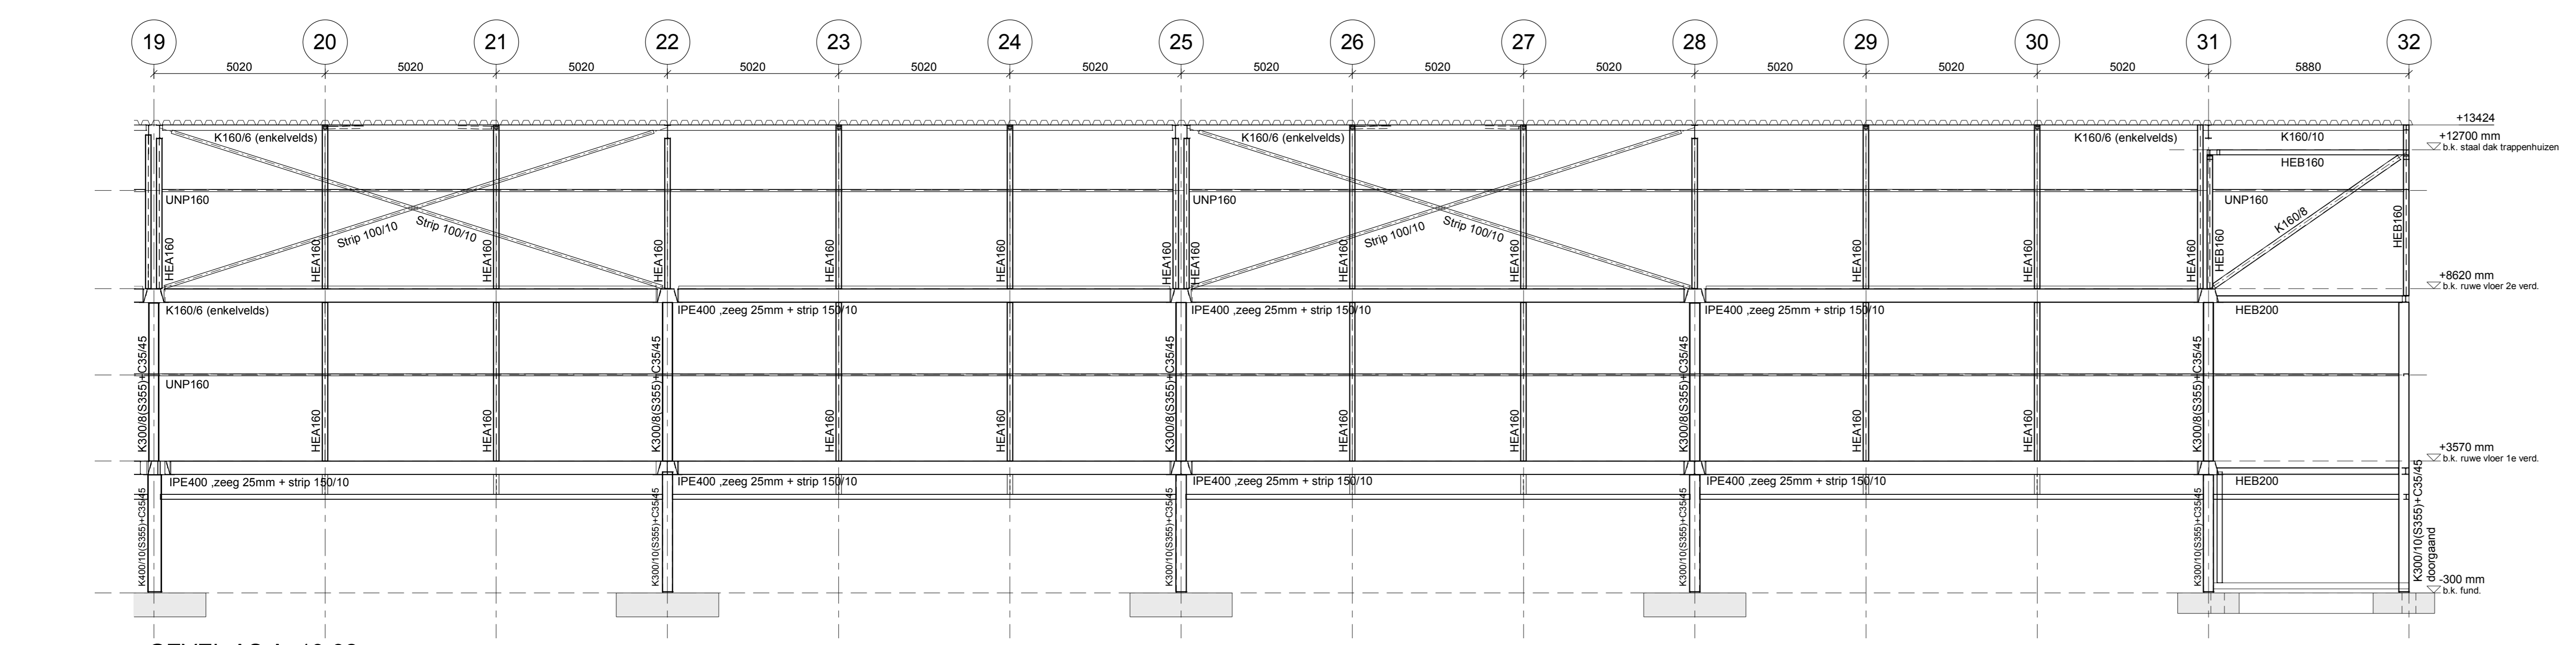 19 20 21 22 23 24 25 26 27 28 29 30 31 32
5020 5020 5020 5020 5020 5020 5020 5020 5020 5020 5020 5020 5880
+13424
K160/6 (enkelvelds) K160/6 (enkelvelds) K160/6 (enkelvelds) K160/10
+12700 mm
b.k. staal dak trappenhuizen
HEB160
UNP160 UNP160 UNP160
Strip 100/10 Strip 100/10 Strip 100/10 Strip 100/10 K160/8
HEA160 HEA160 HEA160 HEA160 HEA160 HEA160 HEA160 HEA160 HEA160 HEA160 HEA160 HEA160 HEA160 HEB160 HEB160
+8620 mm
b.k. ruwe vloer 2e verd.
K160/6 (enkelvelds) IPE400 ,zeeg 25mm + strip 150/10 IPE400 ,zeeg 25mm + strip 150/10 IPE400 ,zeeg 25mm + strip 150/10 HEB200
K300/8(S355)+C35/45 K300/8(S355)+C35/45 K300/8(S355)+C35/45 K300/8(S355)+C35/45 K300/8(S355)+C35/45
UNP160
HEA160 HEA160 HEA160 HEA160 HEA160 HEA160 HEA160 HEA160
+3570 mm
b.k. ruwe vloer 1e verd.
IPE400 ,zeeg 25mm + strip 150/10 IPE400 ,zeeg 25mm + strip 150/10 IPE400 ,zeeg 25mm + strip 150/10 IPE400 ,zeeg 25mm + strip 150/10 HEB200
K400/10(S355)+C35/45 K300/10(S355)+C35/45 K300/10(S355)+C35/45 K300/10(S355)+C35/45 K300/10(S355)+C35/45 K300/10(S355)+C35/45
doorgaand
-300 mm
b.k. fund.